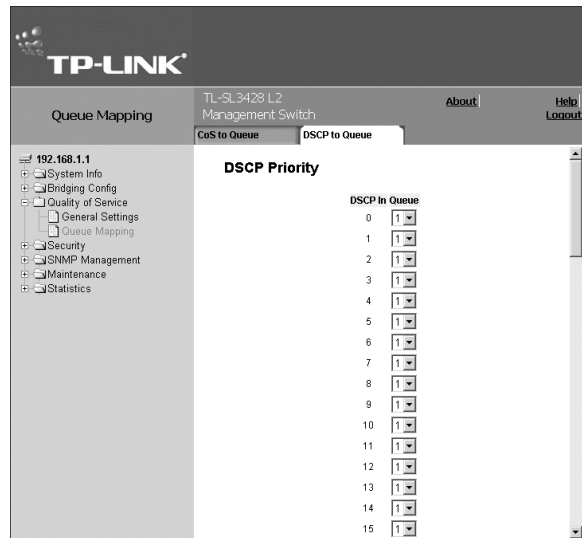 TP-LINK
Queue Mapping
TL-SL3428 L2
Management Switch
About
Help
Logout
CoS to Queue
DSCP to Queue
192.168.1.1
System Info
Bridging Config
Quality of Service
General Settings
Queue Mapping
Security
SNMP Management
Maintenance
Statistics
DSCP Priority
DSCP In Queue
0 1
1 1
2 1
3 1
4 1
5 1
6 1
7 1
8 1
9 1
10 1
11 1
12 1
13 1
14 1
15 1